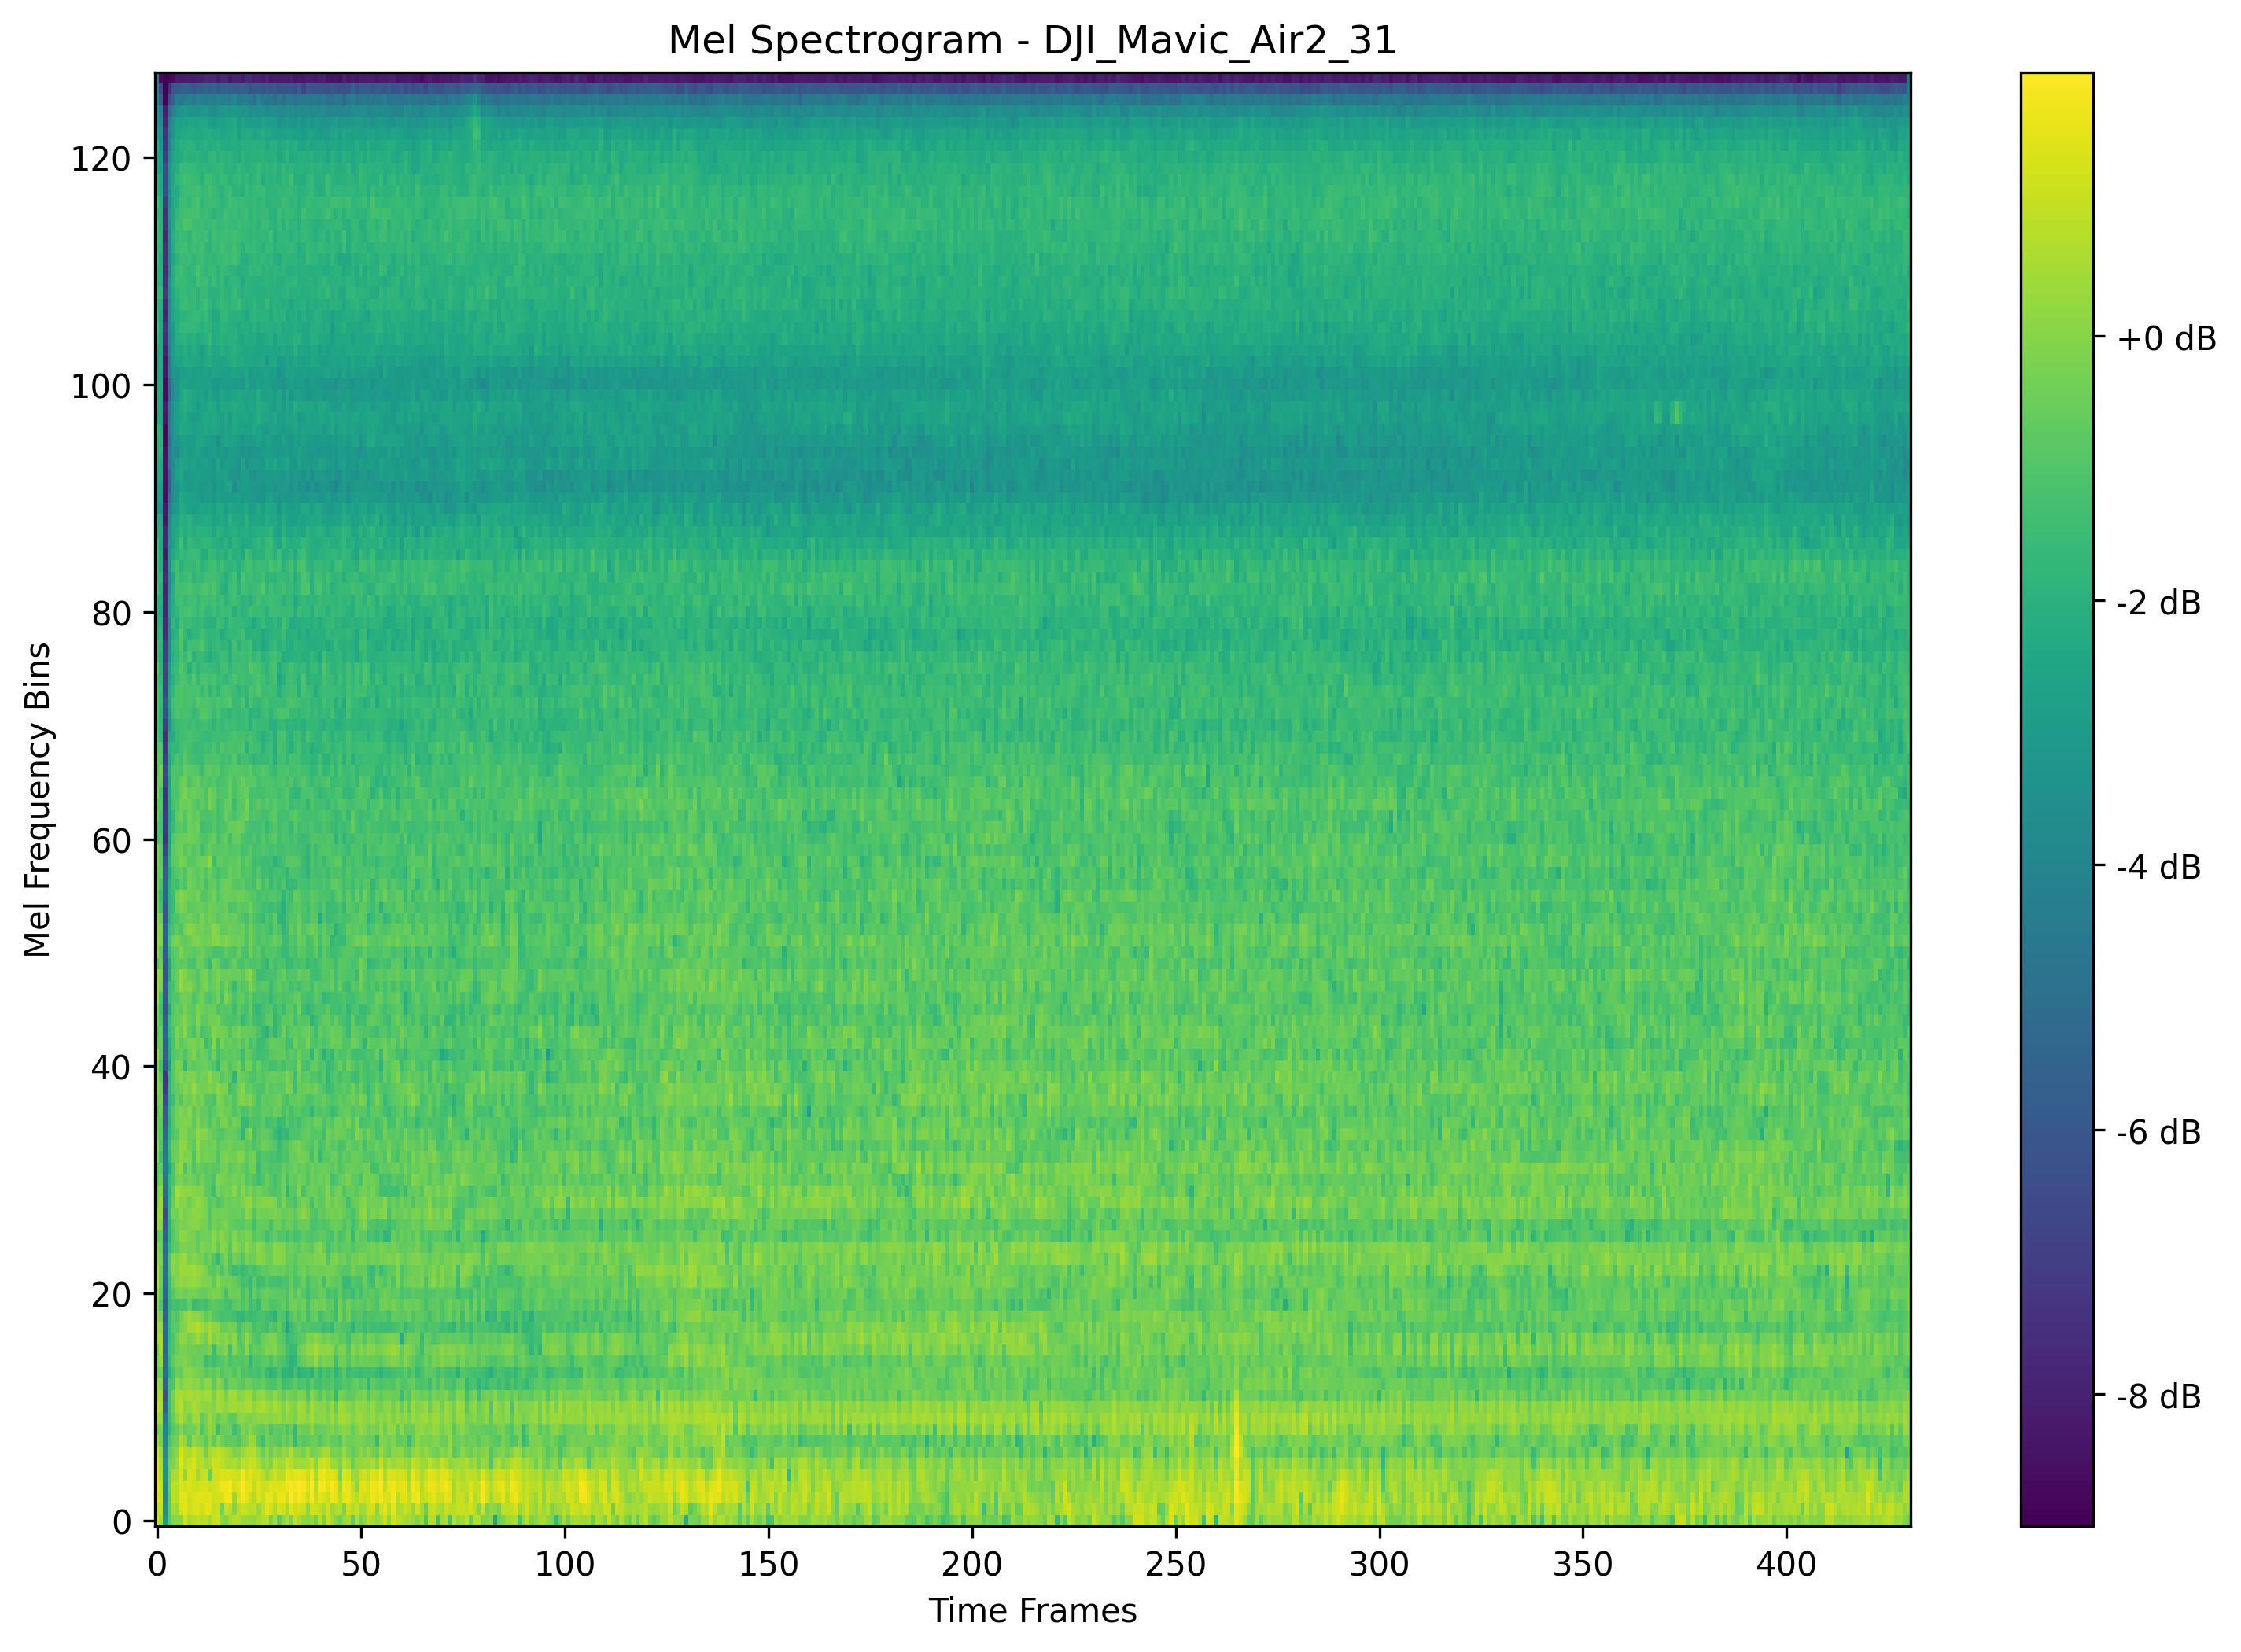 Mel Spectrogram - DJI_Mavic_Air2_31
120
100
80
60
40
20
0
Mel Frequency Bins
0 50 100 150 200 250 300 350 400
Time Frames
+0 dB
-2 dB
-4 dB
-6 dB
-8 dB